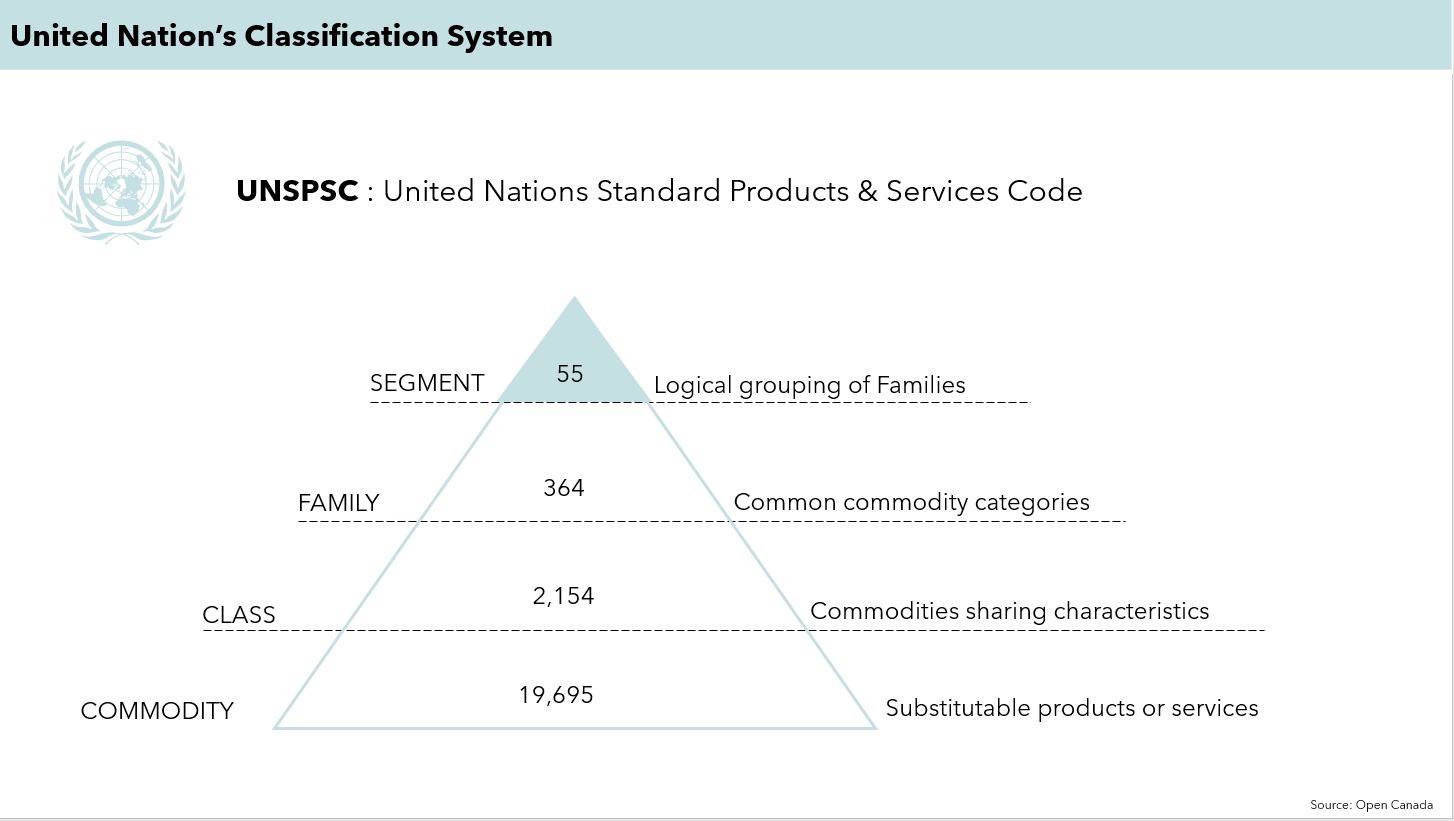 United Nation’s Classification System
UNSPSC : United Nations Standard Products & Services Code
SEGMENT 55 Logical grouping of Families
FAMILY 364 Common commodity categories
CLASS 2,154 Commodities sharing characteristics
COMMODITY 19,695 Substitutable products or services
Source: Open Canada